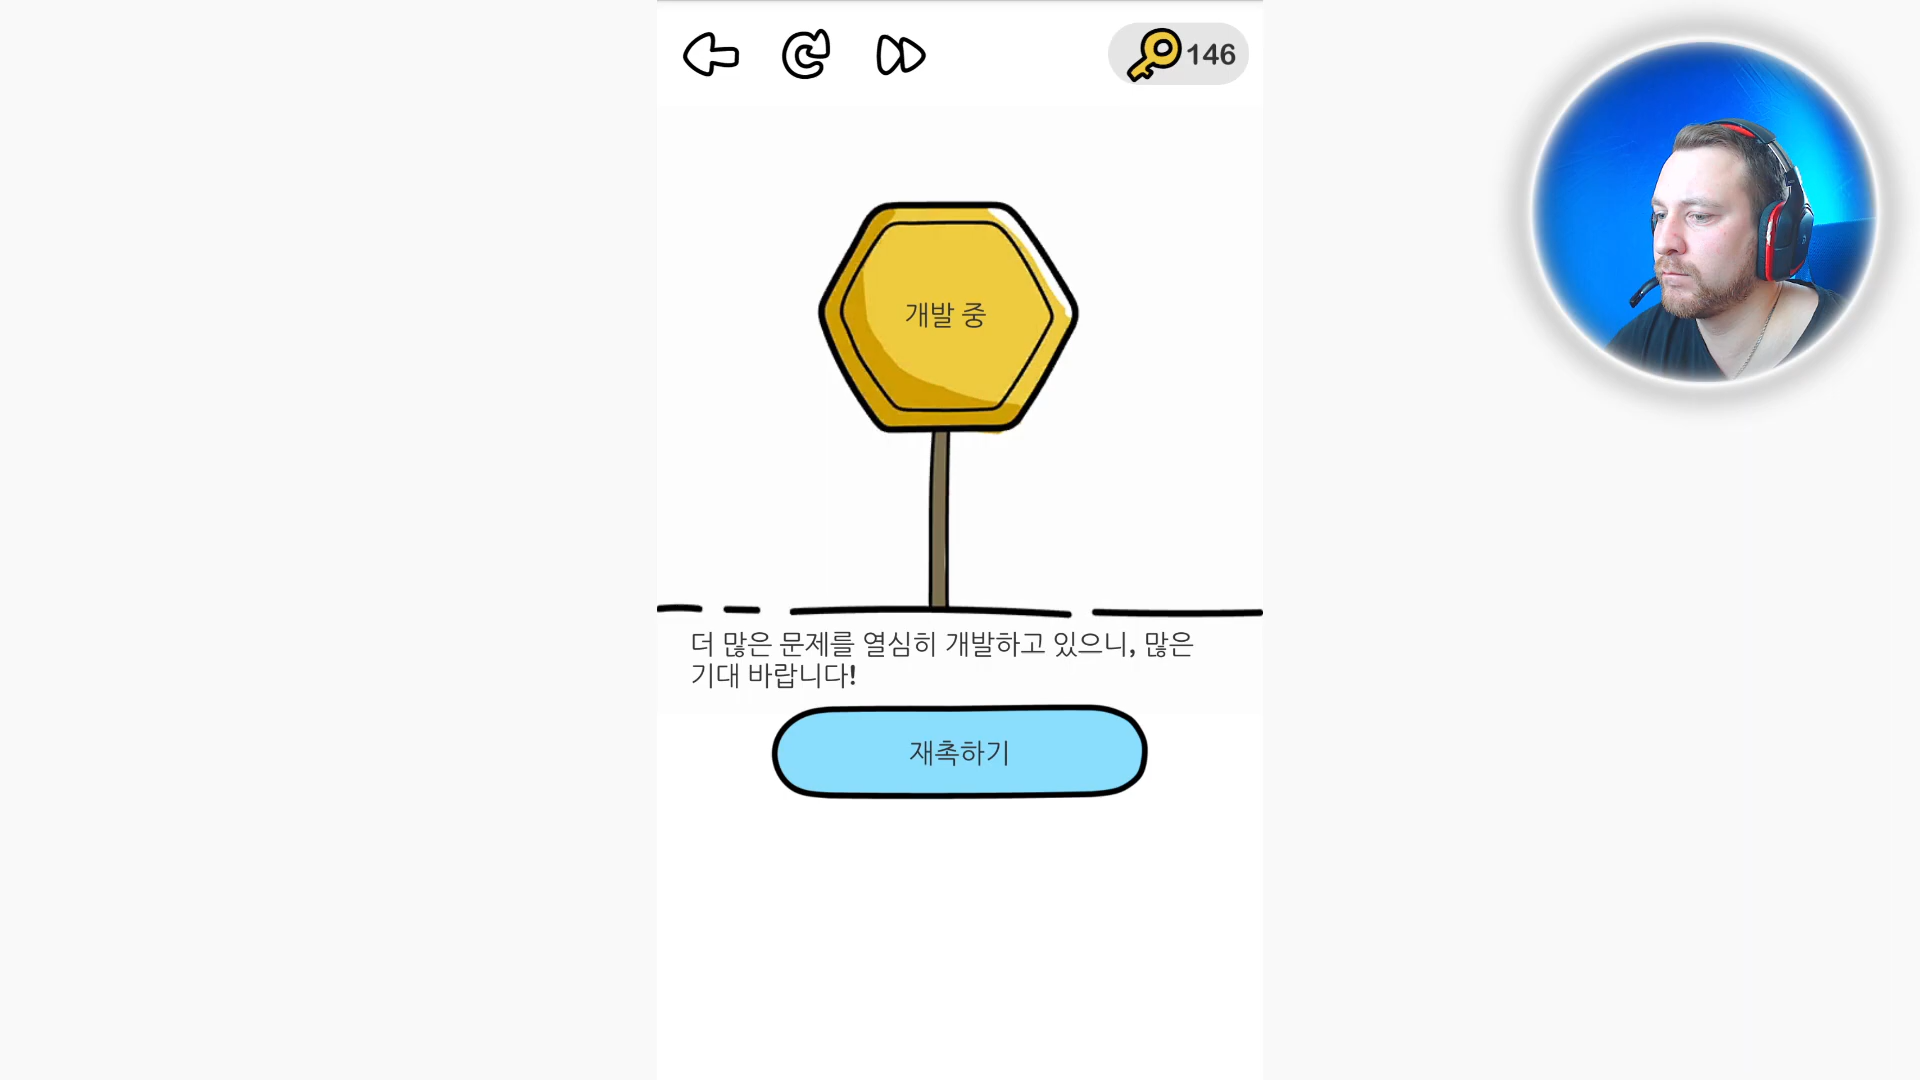 146
개발 중
더 많은 문제를 열심히 개발하고 있으니, 많은
기대 바랍니다!
재촉하기